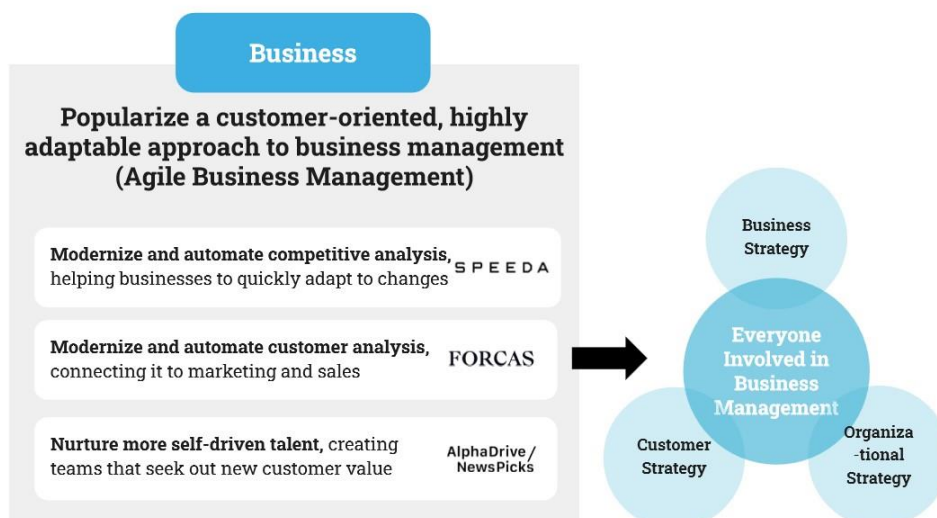 Business
Popularize a customer-oriented, highly
adaptable approach to business management
(Agile Business Management)
Modernize and automate competitive analysis,
helping businesses to quickly adapt to changes
SPEEDA
Modernize and automate customer analysis,
connecting it to marketing and sales
FORCAS
Nurture more self-driven talent, creating
teams that seek out new customer value
AlphaDrive/
NewsPicks
Business
Strategy
Everyone
Involved in
Business
Management
Customer
Strategy
Organiza
-tional
Strategy